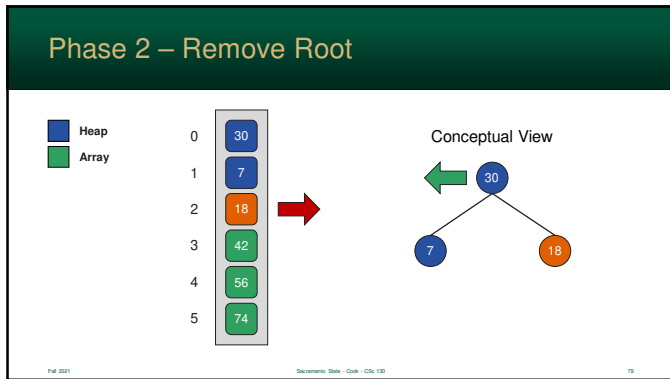 Phase 2 – Remove Root
Heap
Array
0 30
1 7
2 18
3 42
4 56
5 74
Conceptual View
30
7 18
Fall 2021 Sacramento State - Cook - CSc 130 79